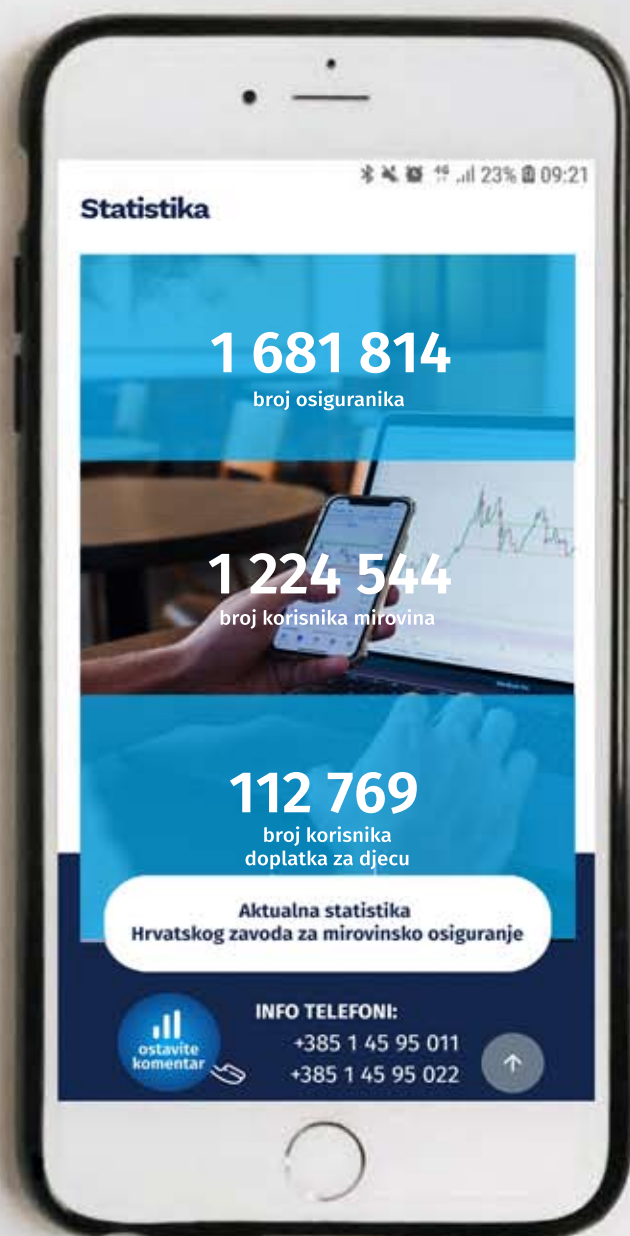 23% 09:21
Statistika
1 681 814
broj osiguranika
1 224 544
broj korisnika mirovina
112 769
broj korisnika
doplatka za djecu
Aktualna statistika
Hrvatskog zavoda za mirovinsko osiguranje
ostavite
komentar
INFO TELEFONI:
+385 1 45 95 011
+385 1 45 95 022